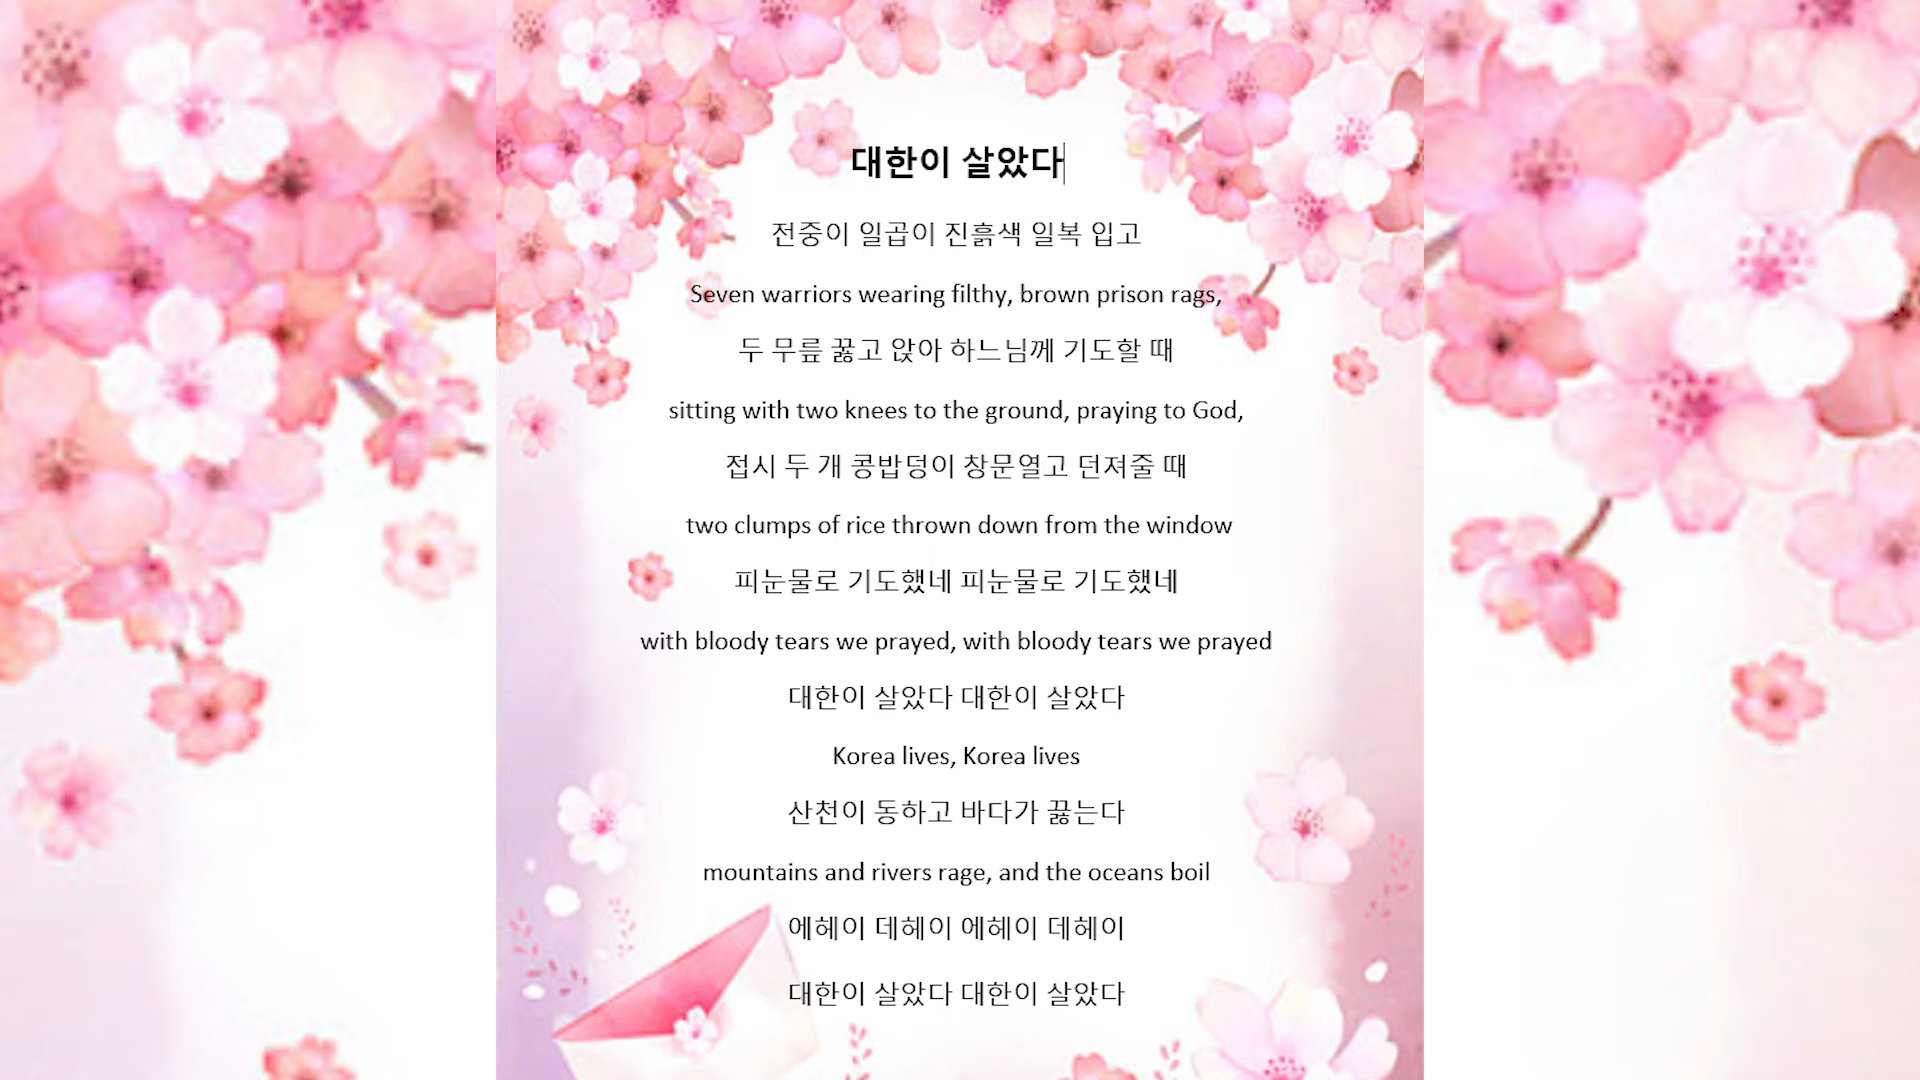 대한이 살았다
전중이 일곱이 진흙색 일복 입고
Seven warriors wearing filthy, brown prison rags,
두 무릎 꿇고 앉아 하느님께 기도할 때
sitting with two knees to the ground, praying to God,
접시 두 개 콩밥덩이 창문열고 던져줄 때
two clumps of rice thrown down from the window
피눈물로 기도했네 피눈물로 기도했네
with bloody tears we prayed, with bloody tears we prayed
대한이 살았다 대한이 살았다
Korea lives, Korea lives
산천이 동하고 바다가 끓는다
mountains and rivers rage, and the oceans boil
에헤이 데헤이 에헤이 데헤이
대한이 살았다 대한이 살았다